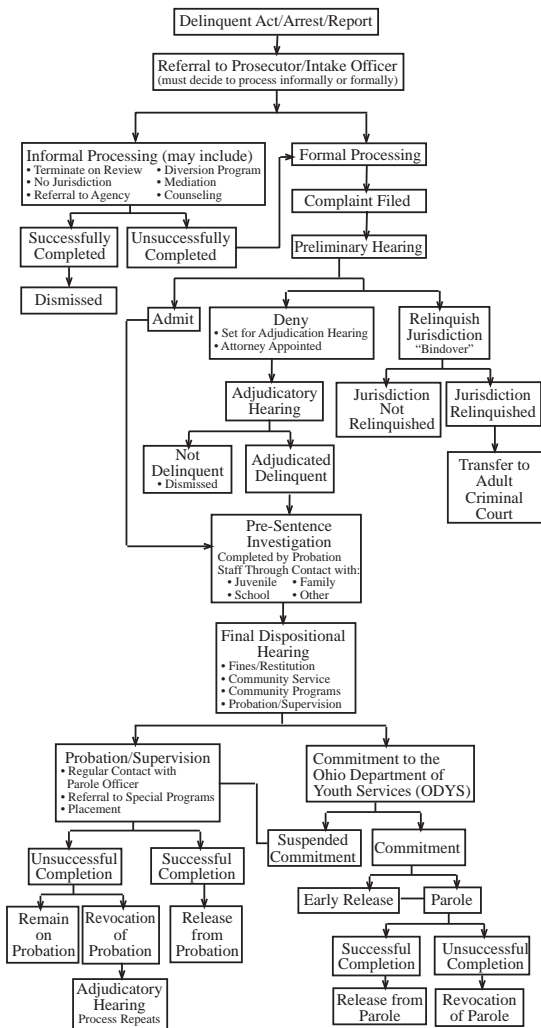 Delinquent Act/Arrest/Report
Referral to Prosecutor/Intake Officer
(must decide to process informally or formally)
Informal Processing (may include)
• Terminate on Review • Diversion Program
• No Jurisdiction • Mediation
• Referral to Agency • Counseling
Formal Processing
Complaint Filed
Successfully
Completed
Unsuccessfully
Completed
Preliminary Hearing
Dismissed
Admit
Deny
• Set for Adjudication Hearing
• Attorney Appointed
Relinquish
Jurisdiction
“Bindover”
Adjudicatory
Hearing
Jurisdiction
Not
Relinquished
Jurisdiction
Relinquished
Not
Delinquent
• Dismissed
Adjudicated
Delinquent
Transfer to
Adult
Criminal
Court
Pre-Sentence
Investigation
Completed by Probation
Staff Through Contact with:
• Juvenile • Family
• School • Other
Final Dispositional
Hearing
• Fines/Restitution
• Community Service
• Community Programs
• Probation/Supervision
Probation/Supervision
• Regular Contact with
Parole Officer
• Referral to Special Programs
• Placement
Commitment to the
Ohio Department of
Youth Services (ODYS)
Suspended
Commitment
Commitment
Unsuccessful
Completion
Successful
Completion
Early Release
Parole
Remain
on
Probation
Revocation
of
Probation
Release
from
Probation
Successful
Completion
Unsuccessful
Completion
Adjudicatory
Hearing
Process Repeats
Release from
Parole
Revocation
of Parole